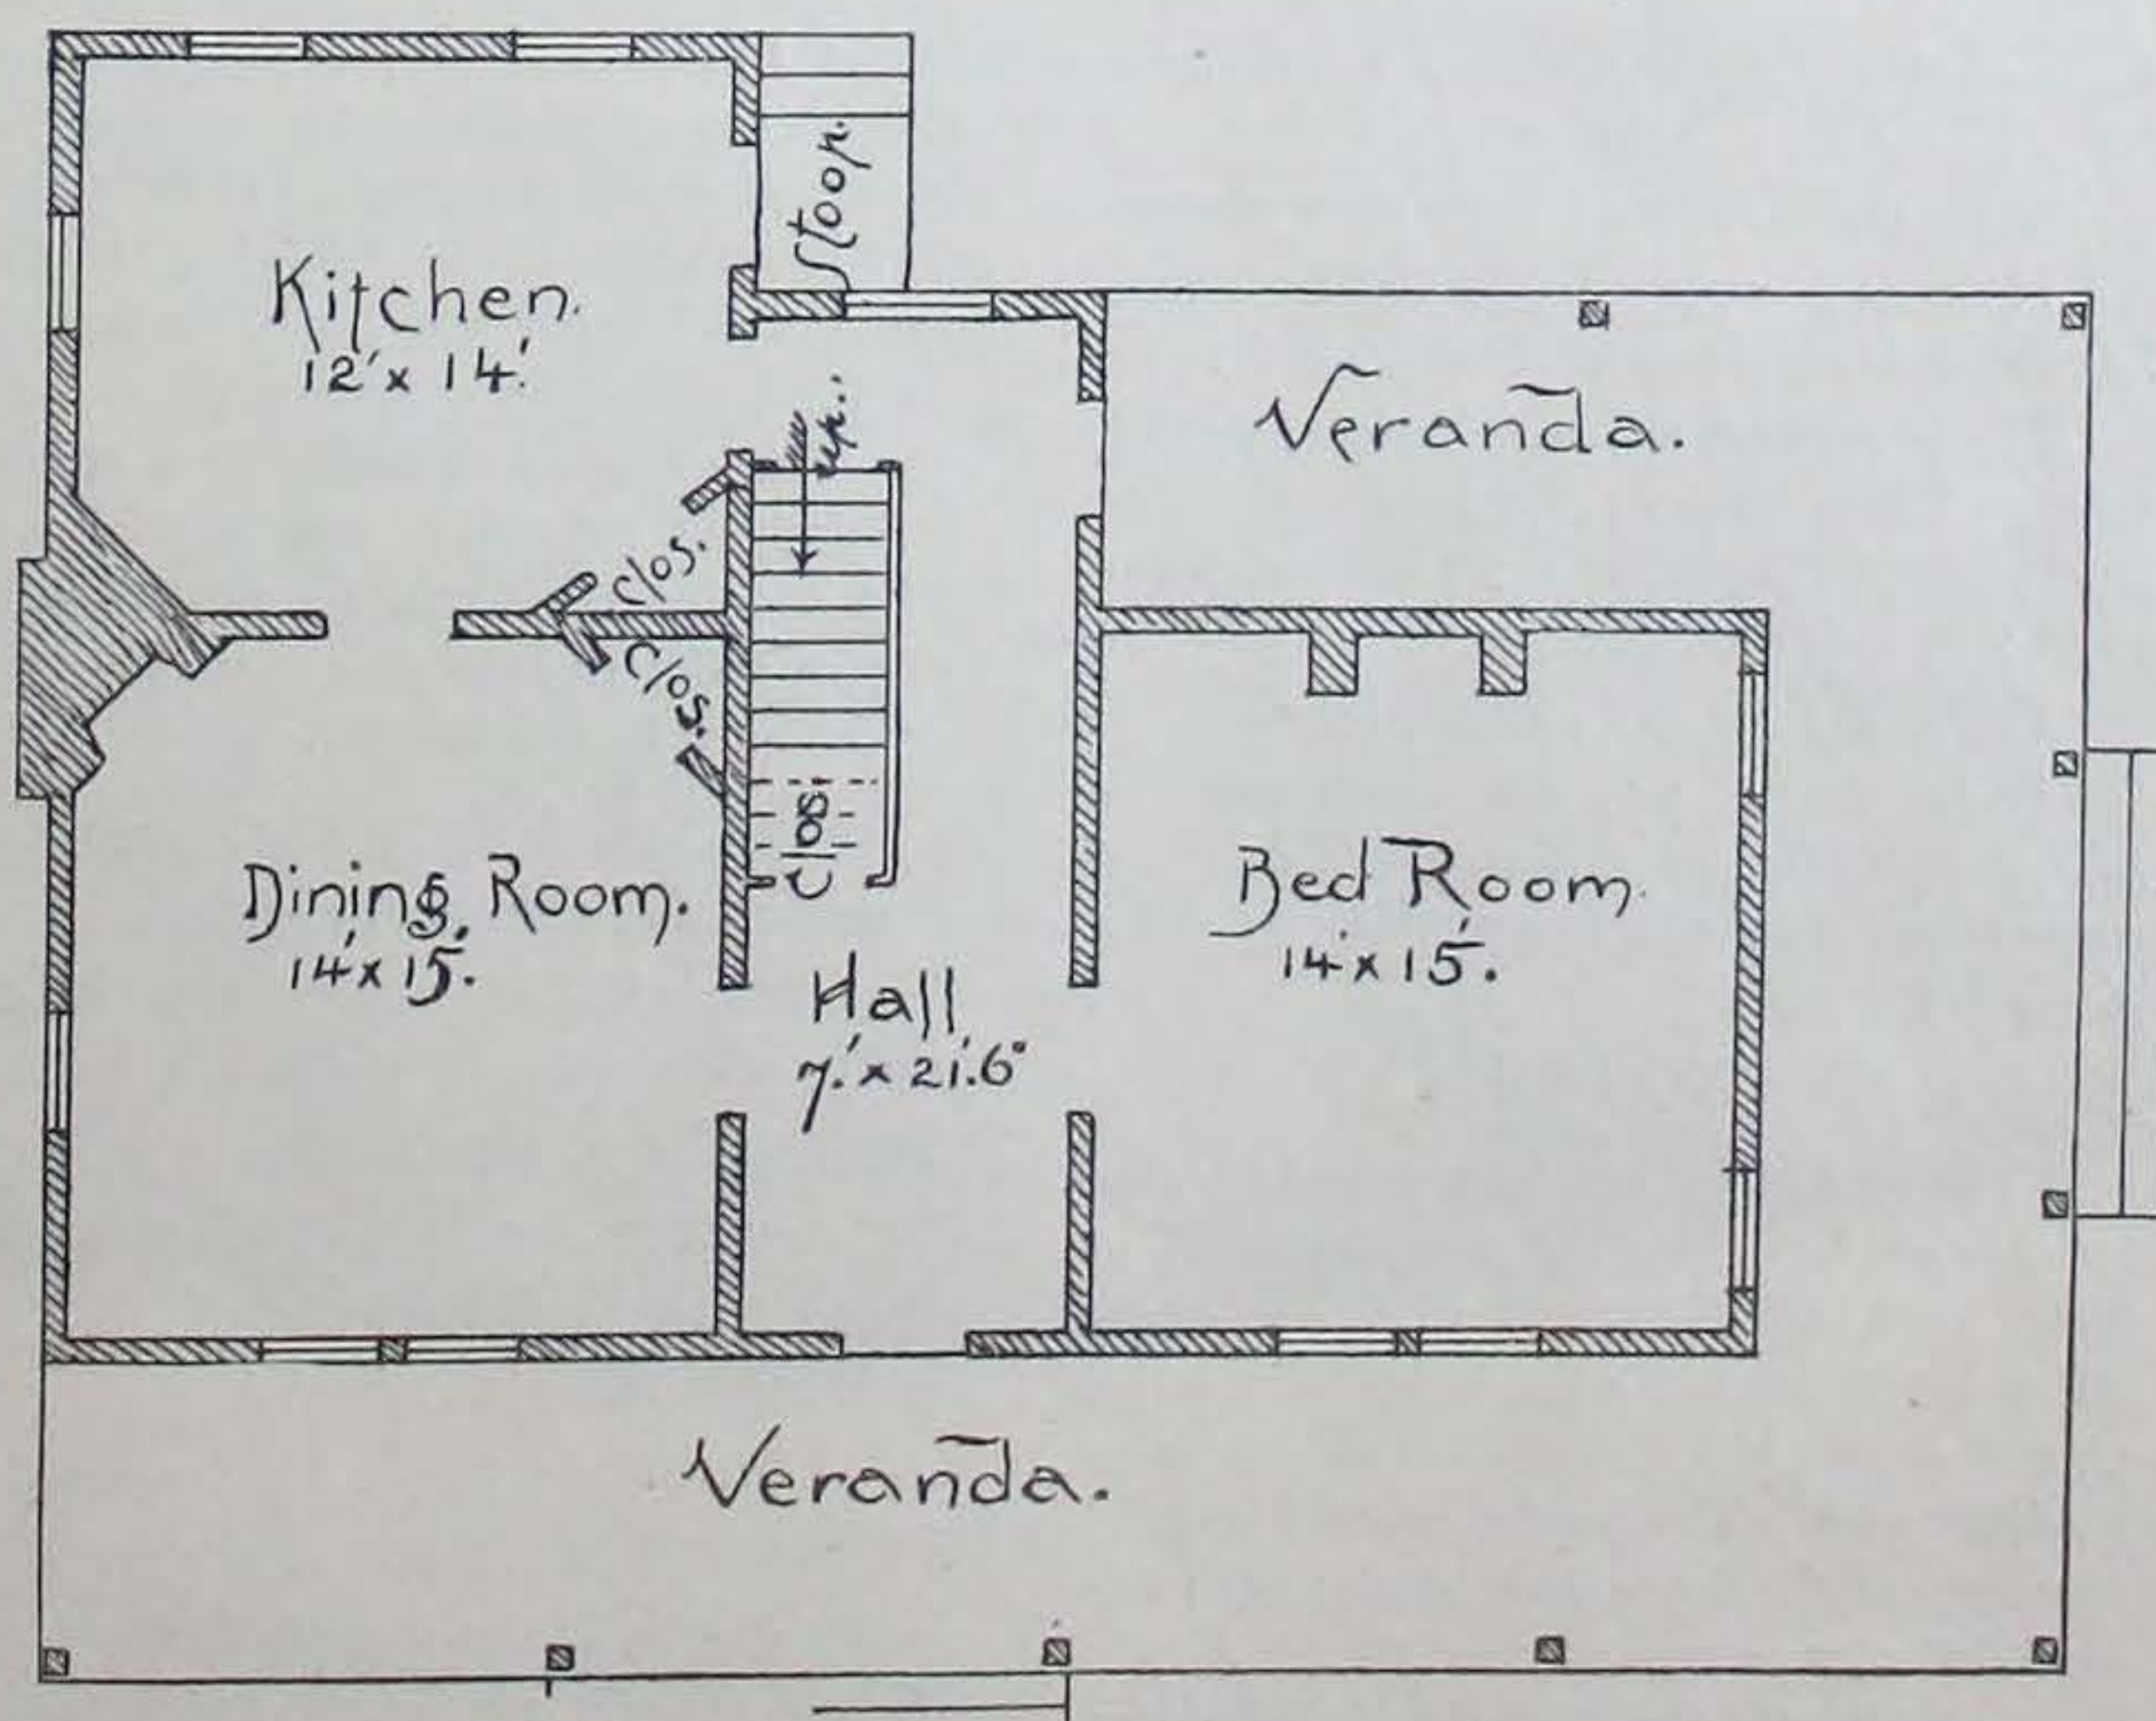 Stoop.
Kitchen.
12' x 14'.
up.
Veranda.
Clos.
Clos.
Clos.
Dining Room.
14' x 15'.
Bed Room.
14' x 15'.
Hall
7.' x 21'.6"
Veranda.